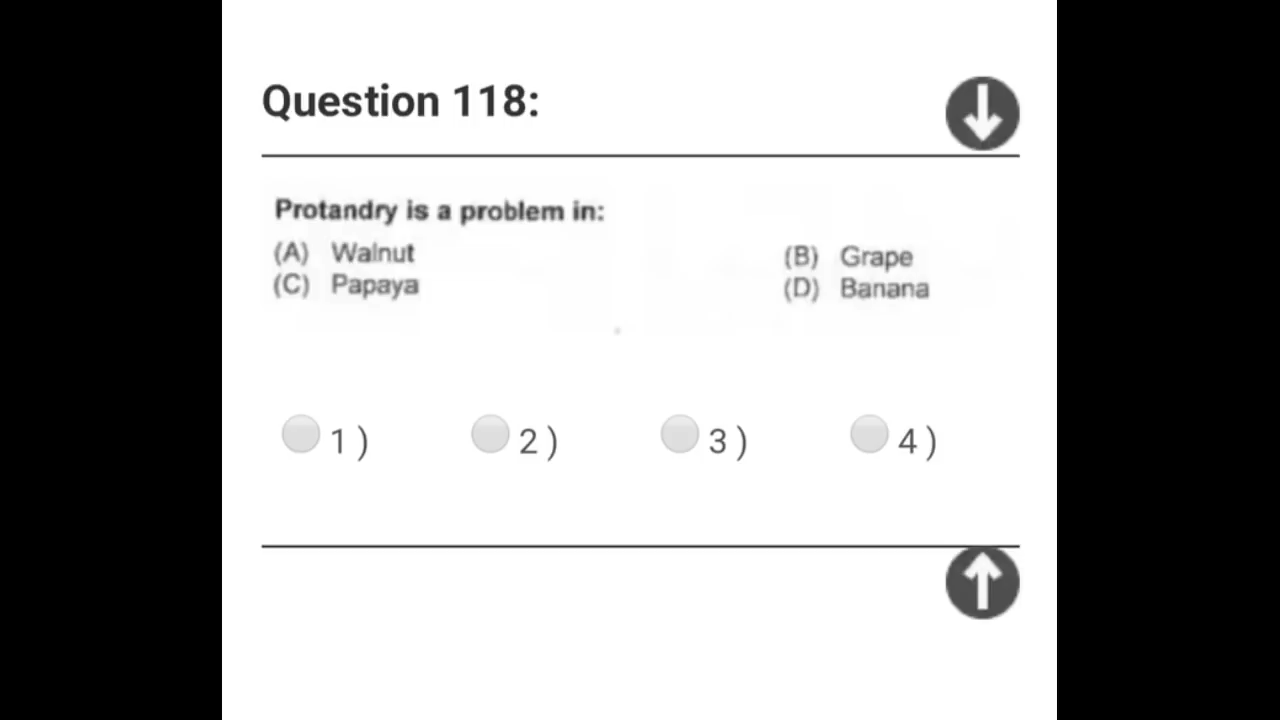 Question 118:
Protandry is a problem in:
(A) Walnut (B) Grape
(C) Papaya (D) Banana
1 ) 2 ) 3 ) 4 )